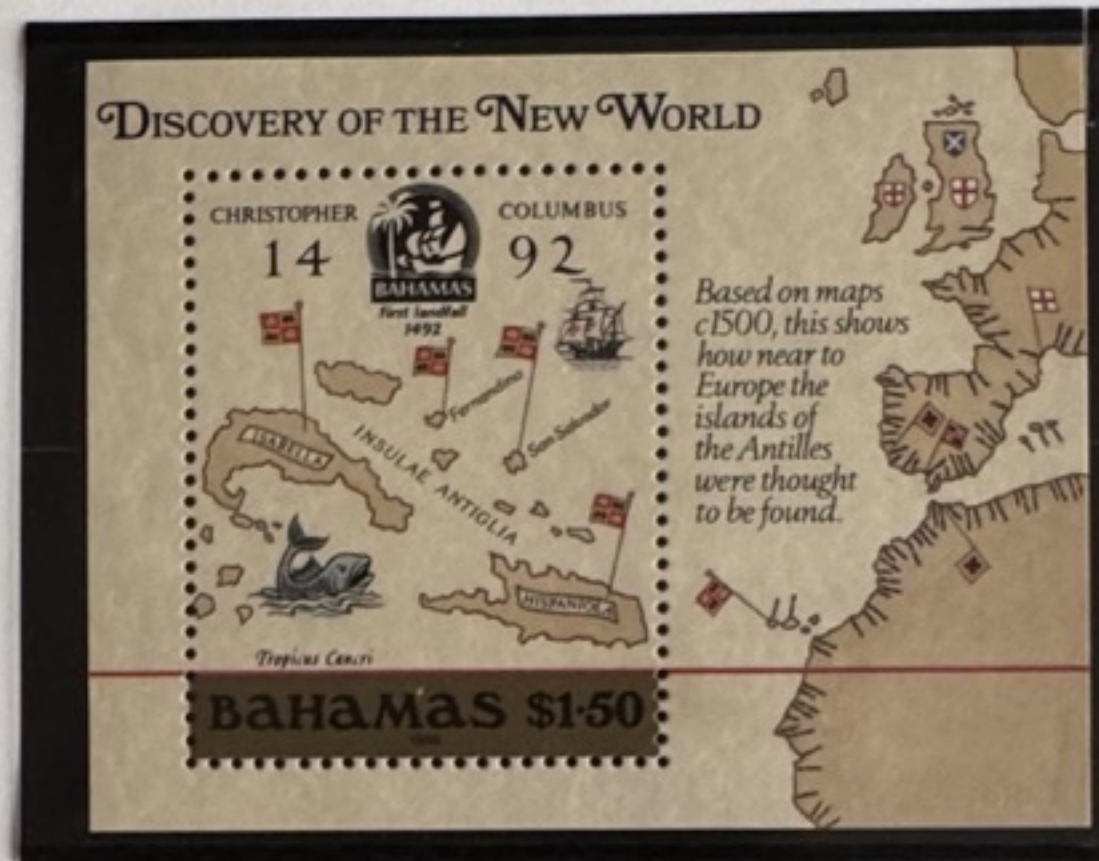 DISCOVERY OF THE NEW WORLD
CHRISTOPHER COLUMBUS
14 92
BAHAMAS
First landfall
1492
Fernandina
San Salvador
ISABELLA
INSULAE ANTIGLIA
HISPANIOLA
Tropicus Cancri
BAHAMAS $1·50
Based on maps
c1500, this shows
how near to
Europe the
islands of
the Antilles
were thought
to be found.